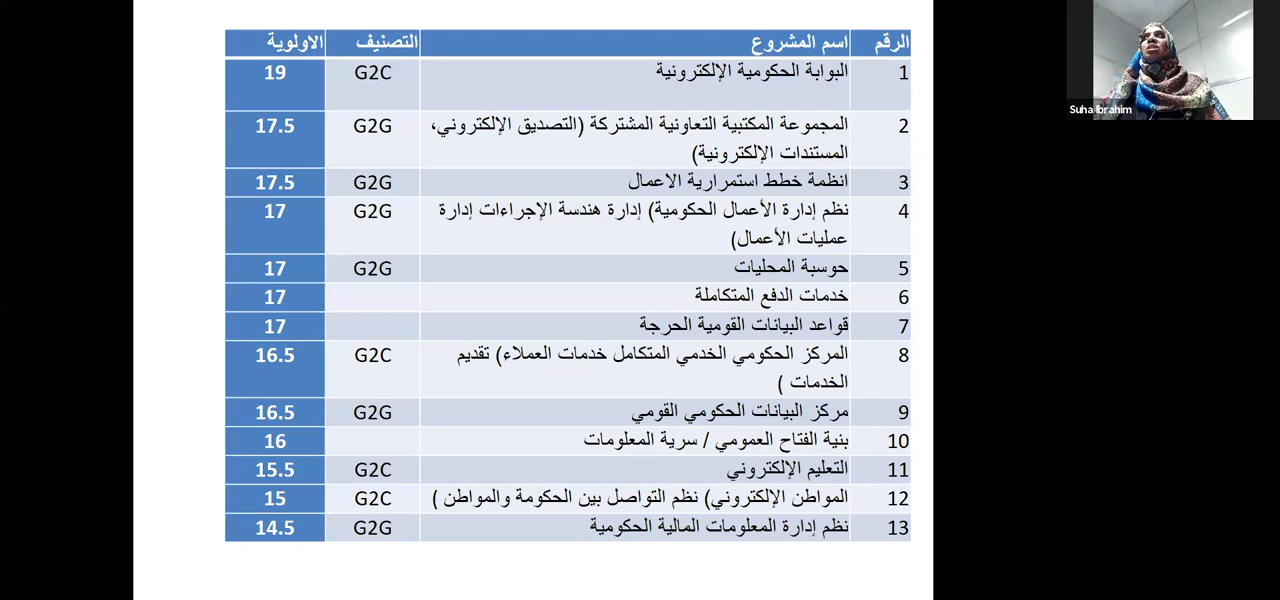 الرقم اسم المشروع التصنيف الاولوية
1 البوابة الحكومية الإلكترونية G2C 19
2 المجموعة المكتبية التعاونية المشتركة (التصديق الإلكتروني، G2G 17.5
المستندات الإلكترونية)
3 انظمة خطط استمرارية الاعمال G2G 17.5
4 نظم إدارة الأعمال الحكومية) إدارة هندسة الإجراءات إدارة G2G 17
عمليات الأعمال)
5 حوسبة المحليات G2G 17
6 خدمات الدفع المتكاملة 17
7 قواعد البيانات القومية الحرجة 17
8 المركز الحكومي الخدمي المتكامل خدمات العملاء) تقديم G2C 16.5
الخدمات )
9 مركز البيانات الحكومي القومي G2G 16.5
10 بنية الفتاح العمومي / سرية المعلومات 16
11 التعليم الإلكتروني G2C 15.5
12 المواطن الإلكتروني) نظم التواصل بين الحكومة والمواطن ) G2C 15
13 نظم إدارة المعلومات المالية الحكومية G2G 14.5
Suha Ibrahim